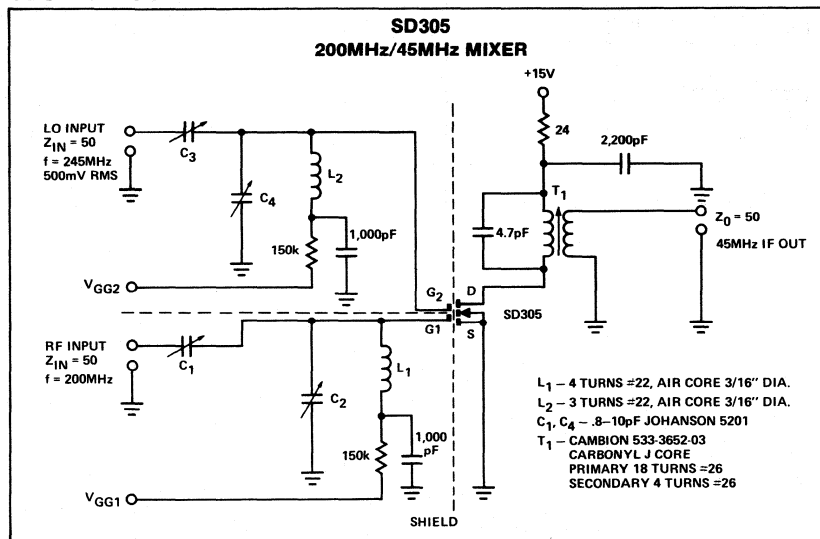 SD305
200MHz/45MHz MIXER
+15V
24
2,200pF
LO INPUT
Z_IN = 50
f = 245MHz
500mV RMS
C3
C4
L2
1,000pF
150k
V_GG2
T1
4.7pF
Z0 = 50
45MHz IF OUT
G2
D
G1
S
SD305
RF INPUT
Z_IN = 50
f = 200MHz
C1
C2
L1
1,000
pF
150k
V_GG1
SHIELD
L1 – 4 TURNS =22, AIR CORE 3/16" DIA.
L2 – 3 TURNS =22, AIR CORE 3/16" DIA.
C1, C4 – .8–10pF JOHANSON 5201
T1 – CAMBION 533-3652-03
CARBONYL J CORE
PRIMARY 18 TURNS =26
SECONDARY 4 TURNS =26